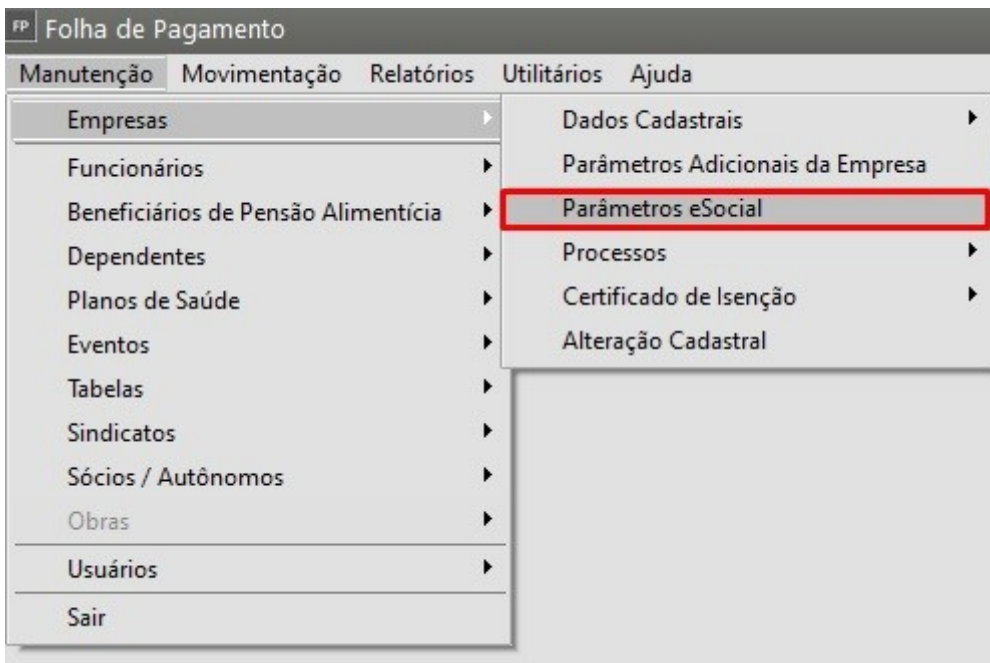 FP Folha de Pagamento
Manutenção Movimentação Relatórios Utilitários Ajuda
Empresas
Funcionários
Beneficiários de Pensão Alimentícia
Dependentes
Planos de Saúde
Eventos
Tabelas
Sindicatos
Sócios / Autônomos
Obras
Usuários
Sair
Dados Cadastrais
Parâmetros Adicionais da Empresa
Parâmetros eSocial
Processos
Certificado de Isenção
Alteração Cadastral